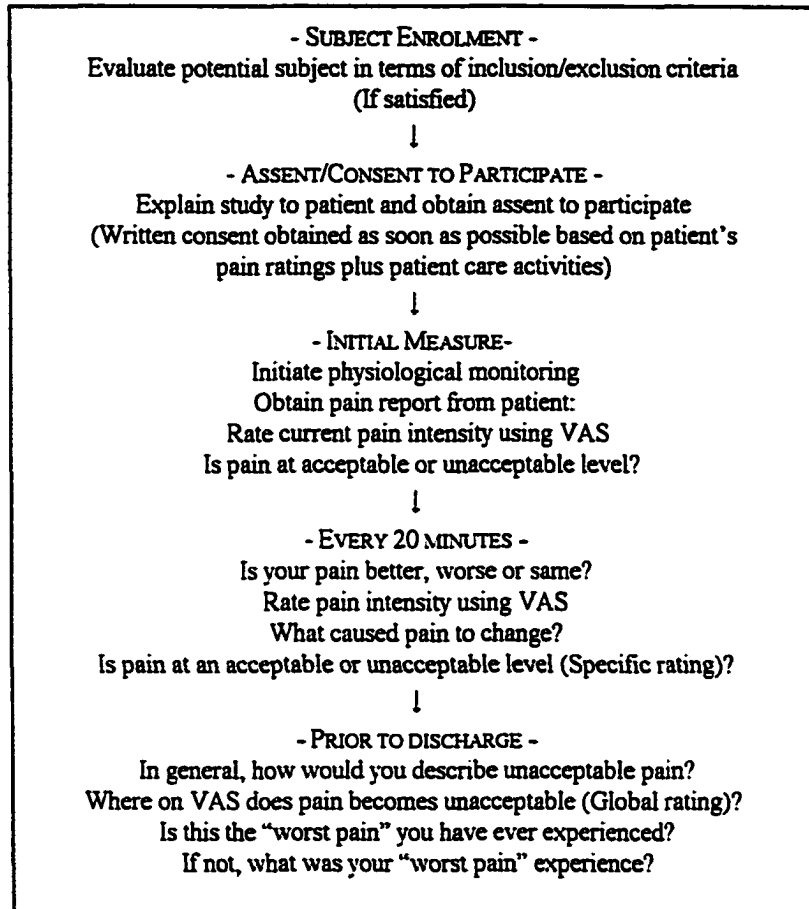 - SUBJECT ENROLMENT -
Evaluate potential subject in terms of inclusion/exclusion criteria
(If satisfied)
↓
- ASSENT/CONSENT TO PARTICIPATE -
Explain study to patient and obtain assent to participate
(Written consent obtained as soon as possible based on patient's
pain ratings plus patient care activities)
↓
- INITIAL MEASURE-
Initiate physiological monitoring
Obtain pain report from patient:
Rate current pain intensity using VAS
Is pain at acceptable or unacceptable level?
↓
- EVERY 20 MINUTES -
Is your pain better, worse or same?
Rate pain intensity using VAS
What caused pain to change?
Is pain at an acceptable or unacceptable level (Specific rating)?
↓
- PRIOR TO DISCHARGE -
In general, how would you describe unacceptable pain?
Where on VAS does pain becomes unacceptable (Global rating)?
Is this the “worst pain” you have ever experienced?
If not, what was your “worst pain” experience?